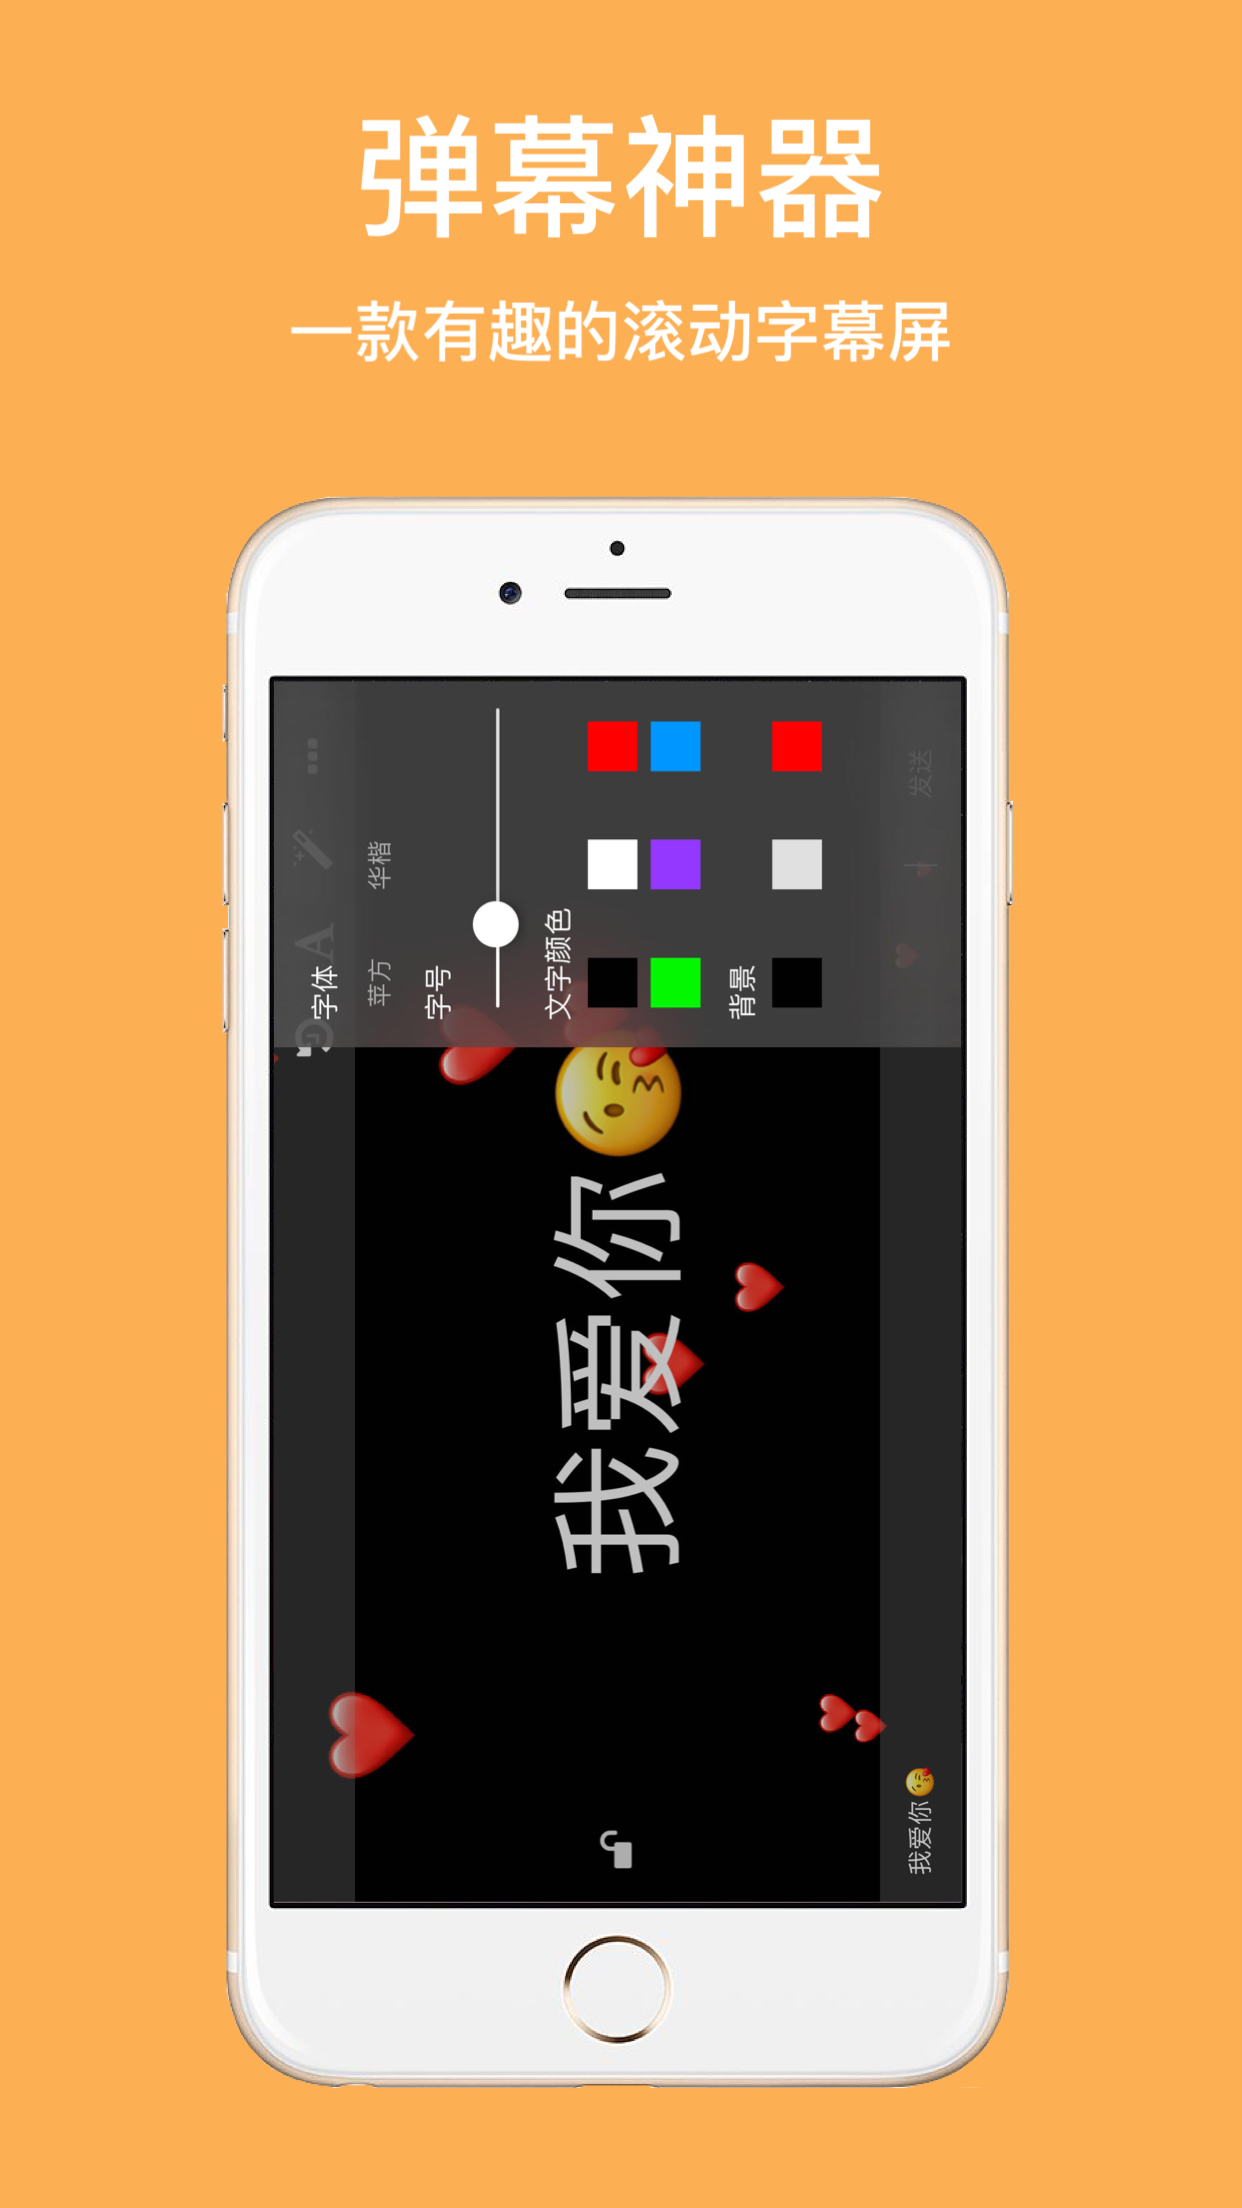 弹幕神器
一款有趣的滚动字幕屏
A
字体
苹方 华楷
字号
文字颜色
背景
我爱你😘
我爱你😘
发送